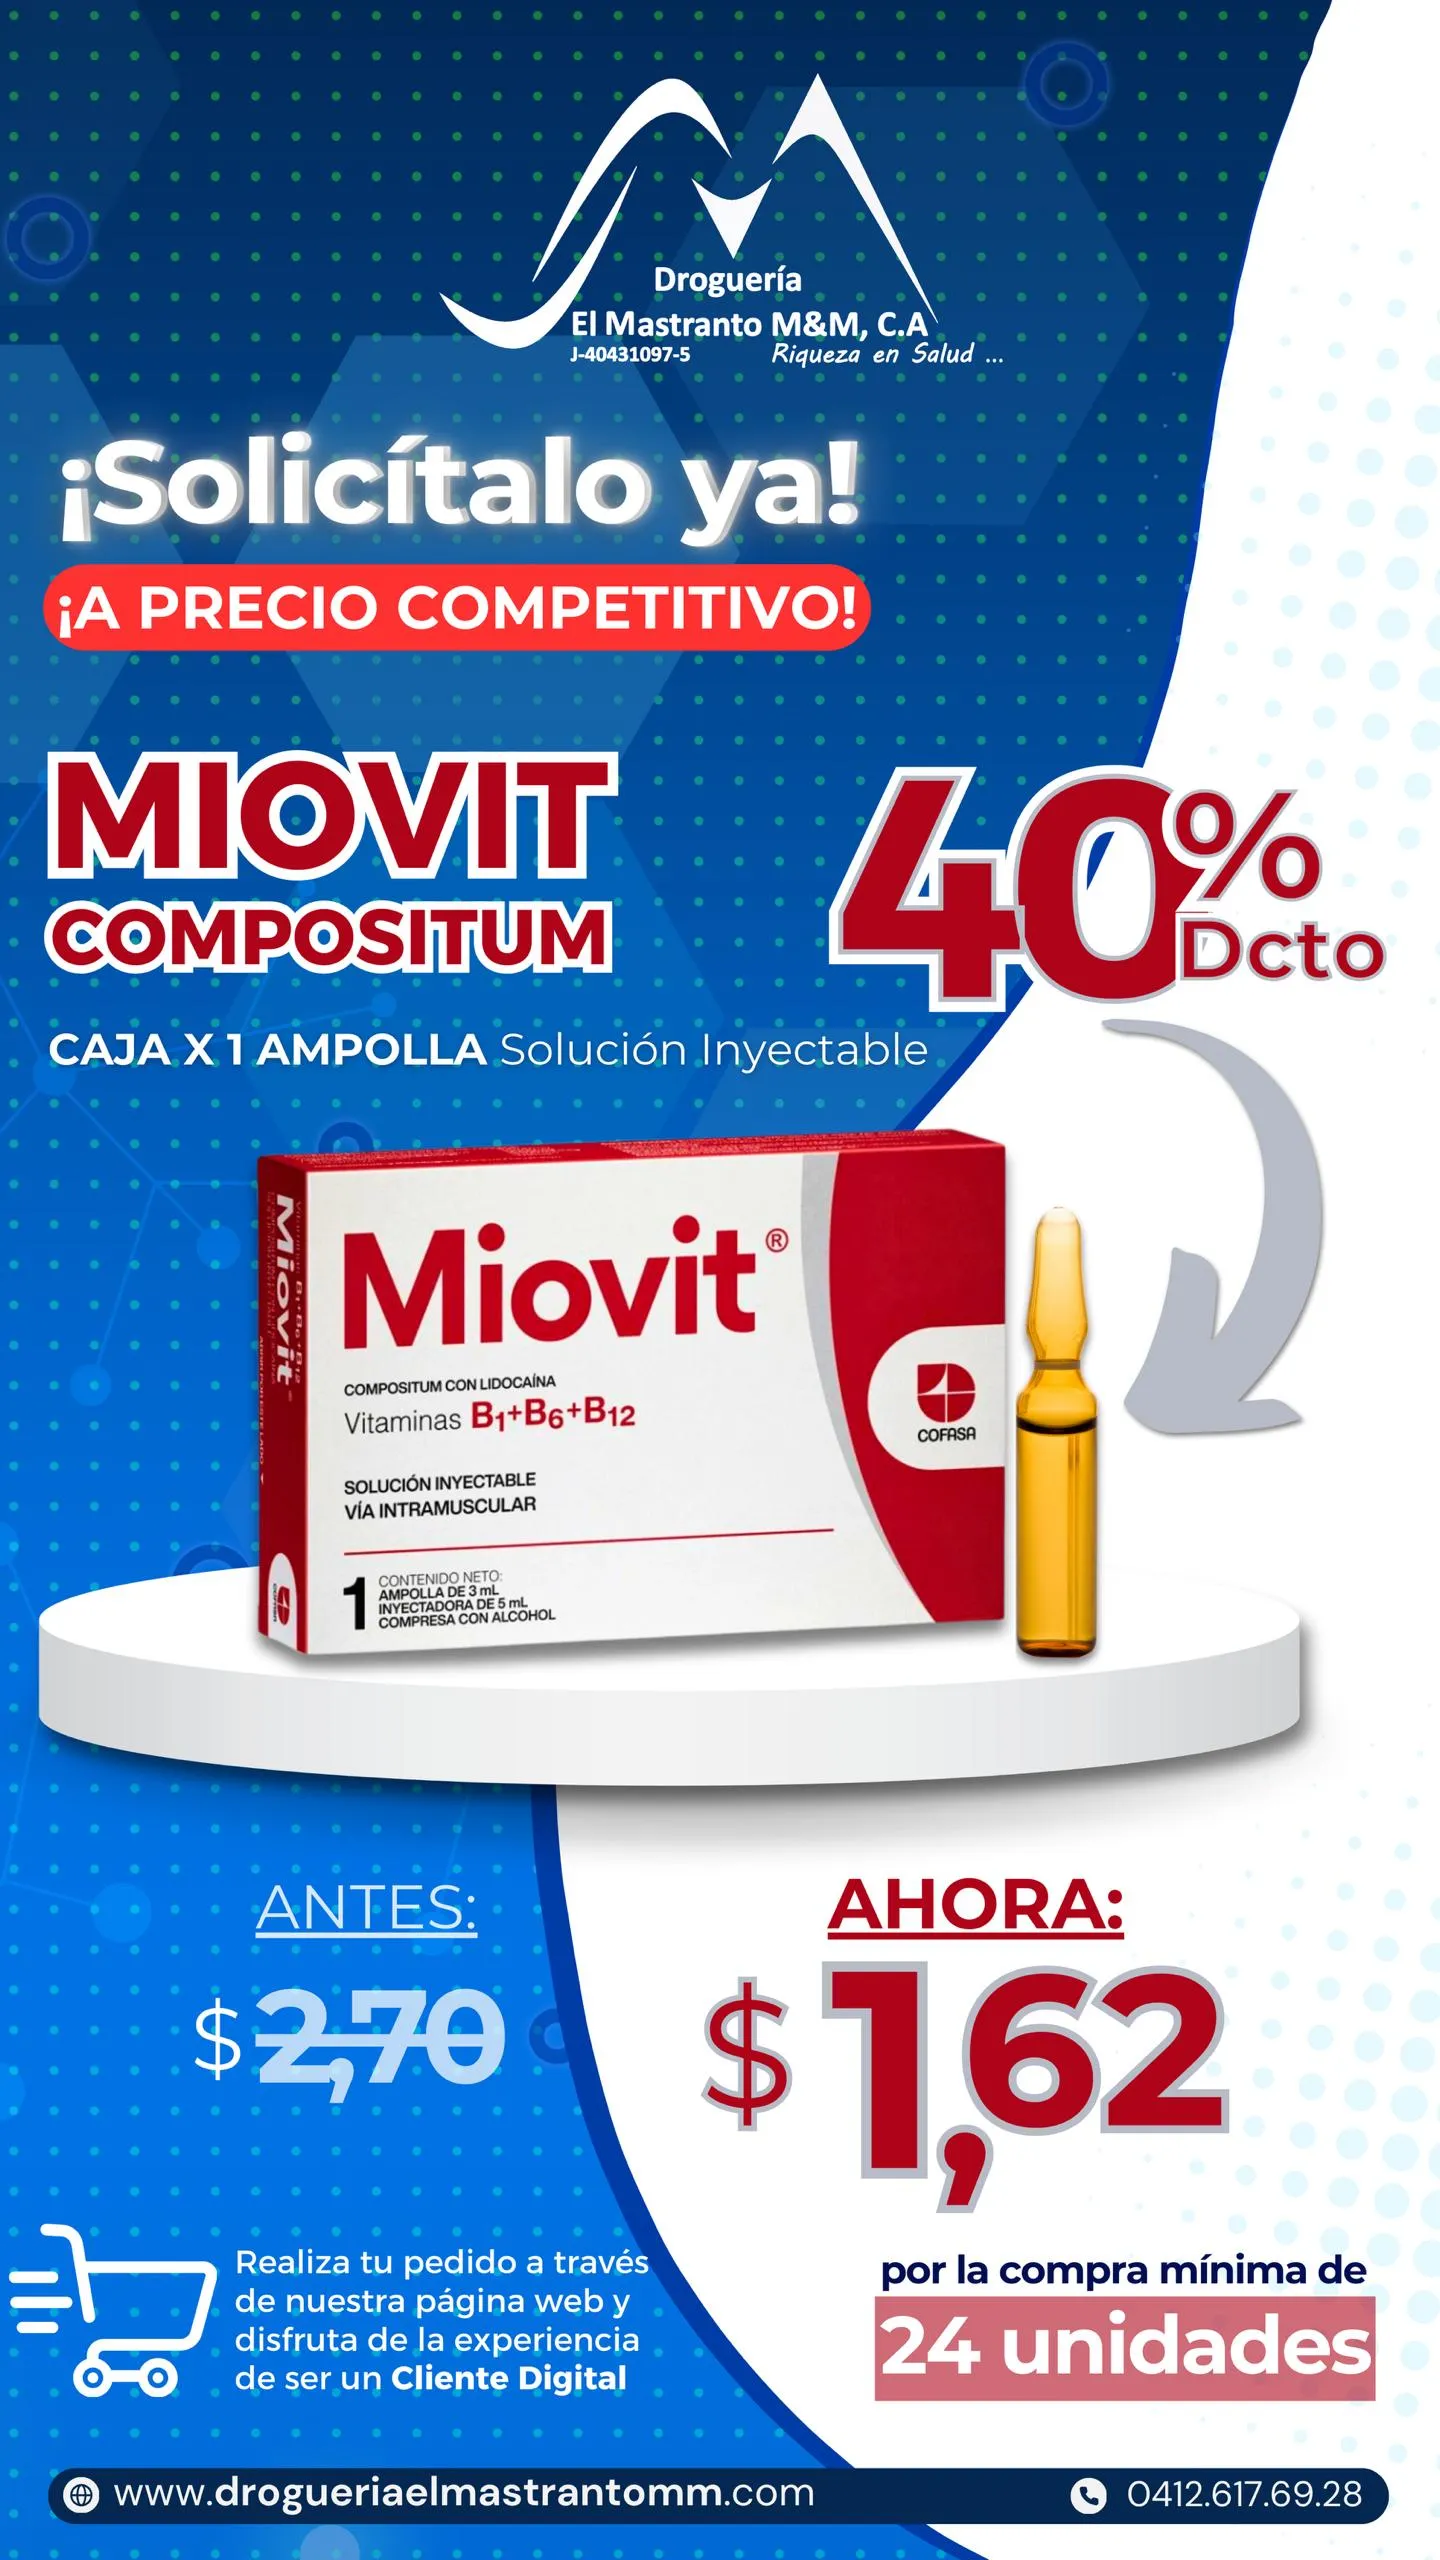 Droguería
El Mastranto M&M, C.A
J-40431097-5 Riqueza en Salud ...
¡Solicítalo ya!
¡A PRECIO COMPETITIVO!
MIOVIT
COMPOSITUM
40% Dcto
CAJA X 1 AMPOLLA Solución Inyectable
Miovit®
COMPOSITUM CON LIDOCAÍNA
Vitaminas B1+B6+B12
SOLUCIÓN INYECTABLE
VÍA INTRAMUSCULAR
1 CONTENIDO NETO:
AMPOLLA DE 3 mL
INYECTADORA DE 5 mL
COMPRESA CON ALCOHOL
COFASA
Miovit®
ANTES:
$ 2,70
AHORA:
$ 1,62
por la compra mínima de
24 unidades
Realiza tu pedido a través
de nuestra página web y
disfruta de la experiencia
de ser un Cliente Digital
www.drogueriaelmastrantomm.com
0412.617.69.28